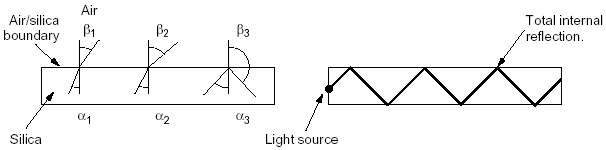 Air/silica
boundary
Air
β1
β2
β3
α1
α2
α3
Silica
Light source
Total internal
reflection.